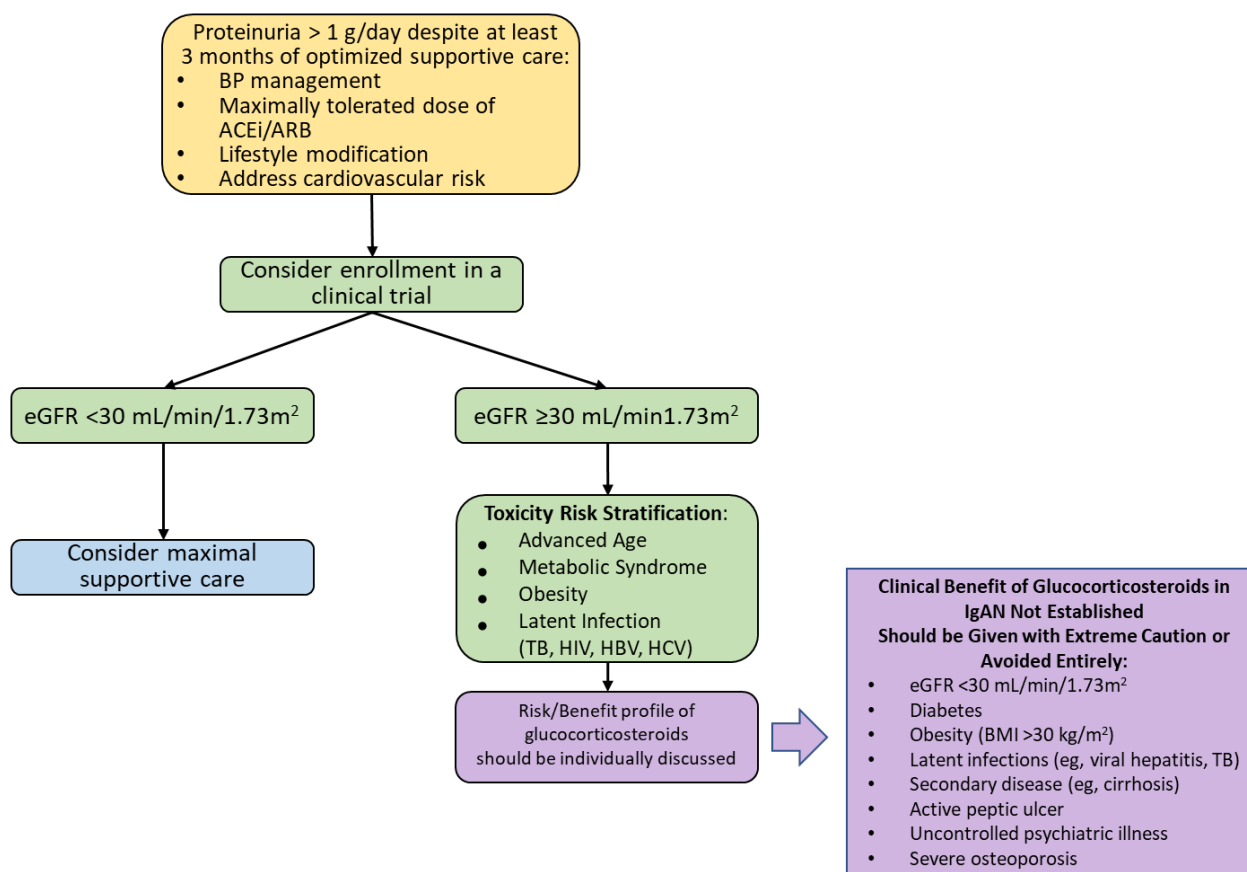 Proteinuria > 1 g/day despite at least
3 months of optimized supportive care:
• BP management
• Maximally tolerated dose of
ACEi/ARB
• Lifestyle modification
• Address cardiovascular risk
Consider enrollment in a
clinical trial
eGFR <30 mL/min/1.73m²
eGFR ≥30 mL/min1.73m²
Consider maximal
supportive care
Toxicity Risk Stratification:
• Advanced Age
• Metabolic Syndrome
• Obesity
• Latent Infection
(TB, HIV, HBV, HCV)
Risk/Benefit profile of
glucocorticosteroids
should be individually discussed
Clinical Benefit of Glucocorticosteroids in
IgAN Not Established
Should be Given with Extreme Caution or
Avoided Entirely:
• eGFR <30 mL/min/1.73m²
• Diabetes
• Obesity (BMI >30 kg/m²)
• Latent infections (eg, viral hepatitis, TB)
• Secondary disease (eg, cirrhosis)
• Active peptic ulcer
• Uncontrolled psychiatric illness
• Severe osteoporosis